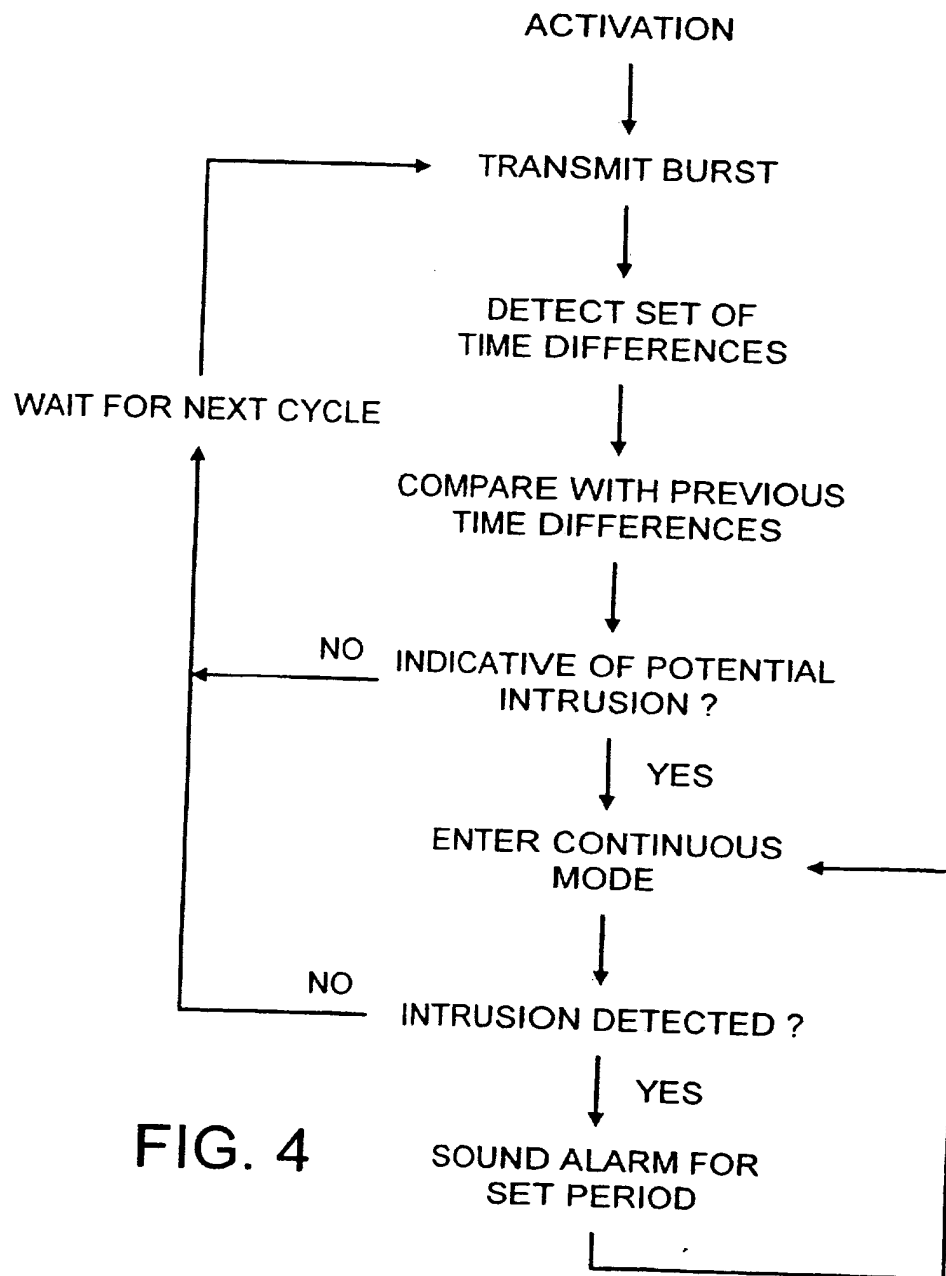 ACTIVATION
TRANSMIT BURST
DETECT SET OF
TIME DIFFERENCES
WAIT FOR NEXT CYCLE
COMPARE WITH PREVIOUS
TIME DIFFERENCES
NO
INDICATIVE OF POTENTIAL
INTRUSION ?
YES
ENTER CONTINUOUS
MODE
NO
INTRUSION DETECTED ?
YES
FIG. 4
SOUND ALARM FOR
SET PERIOD